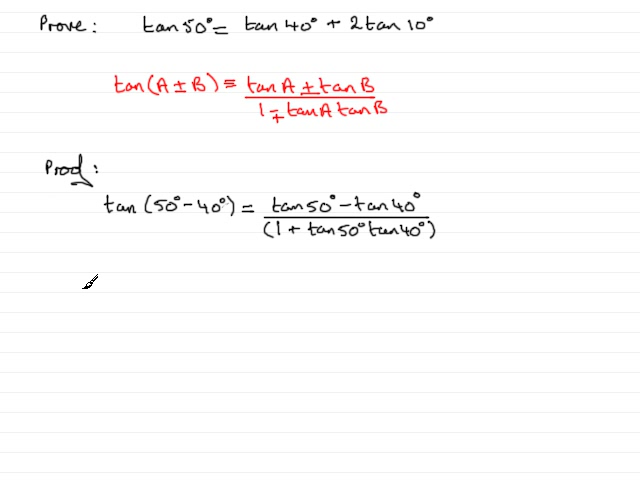 Prove: tan 50° = tan 40° + 2 tan 10°
tan (A ± B) ≡ tan A ± tan B
1 ∓ tan A tan B
Proof:
tan (50° - 40°) = tan 50° - tan 40°
(1 + tan 50° tan 40°)